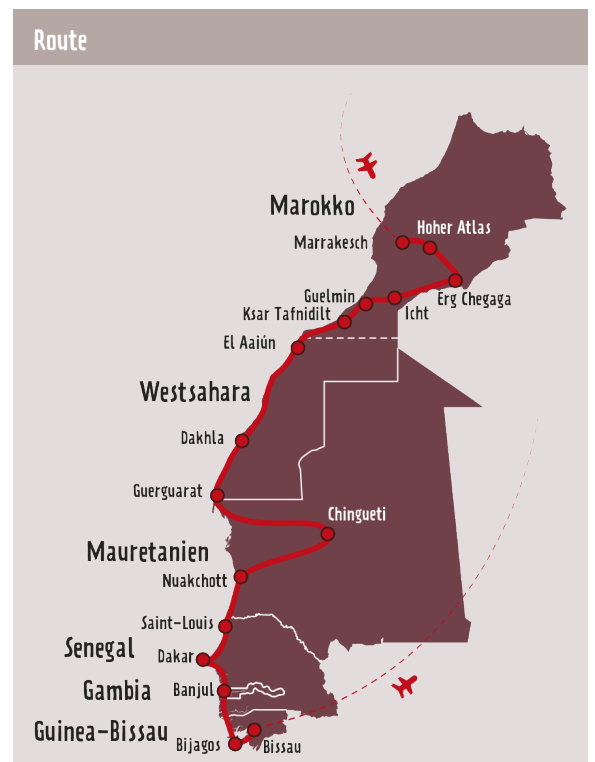 Route
Marokko
Hoher Atlas
Marrakesch
Guelmin
Erg Chegaga
Ksar Tafnidilt
Icht
El Aaiún
Westsahara
Dakhla
Guerguarat
Chingueti
Mauretanien
Nuakchott
Saint-Louis
Senegal
Dakar
Gambia
Banjul
Guinea-Bissau
Bijagos
Bissau